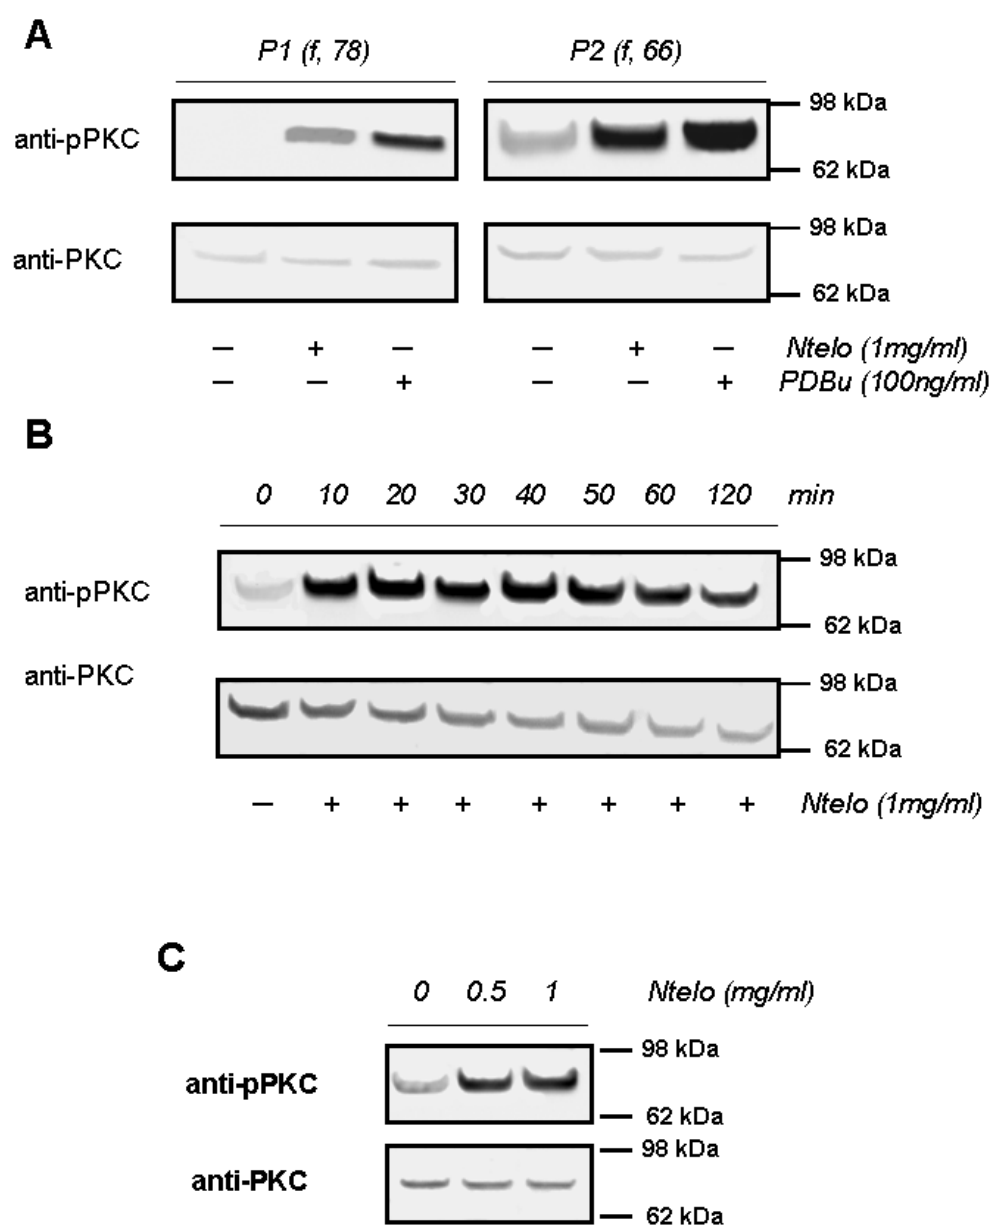 A
P1 (f, 78) P2 (f, 66)
98 kDa
anti-pPKC
62 kDa
98 kDa
anti-PKC
62 kDa
– + – – + – Ntelo (1mg/ml)
– – + – – + PDBu (100ng/ml)
B
0 10 20 30 40 50 60 120 min
98 kDa
anti-pPKC
62 kDa
anti-PKC
98 kDa
62 kDa
– + + + + + + + Ntelo (1mg/ml)
C
0 0.5 1 Ntelo (mg/ml)
98 kDa
anti-pPKC
62 kDa
98 kDa
anti-PKC
62 kDa